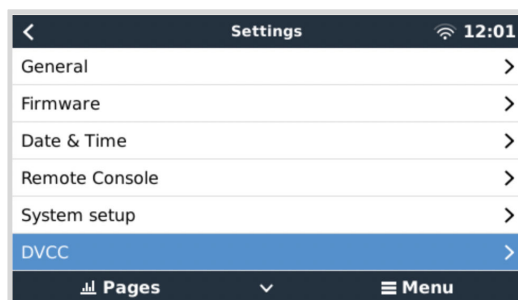 Settings 12:01
General
Firmware
Date & Time
Remote Console
System setup
DVCC
Pages Menu